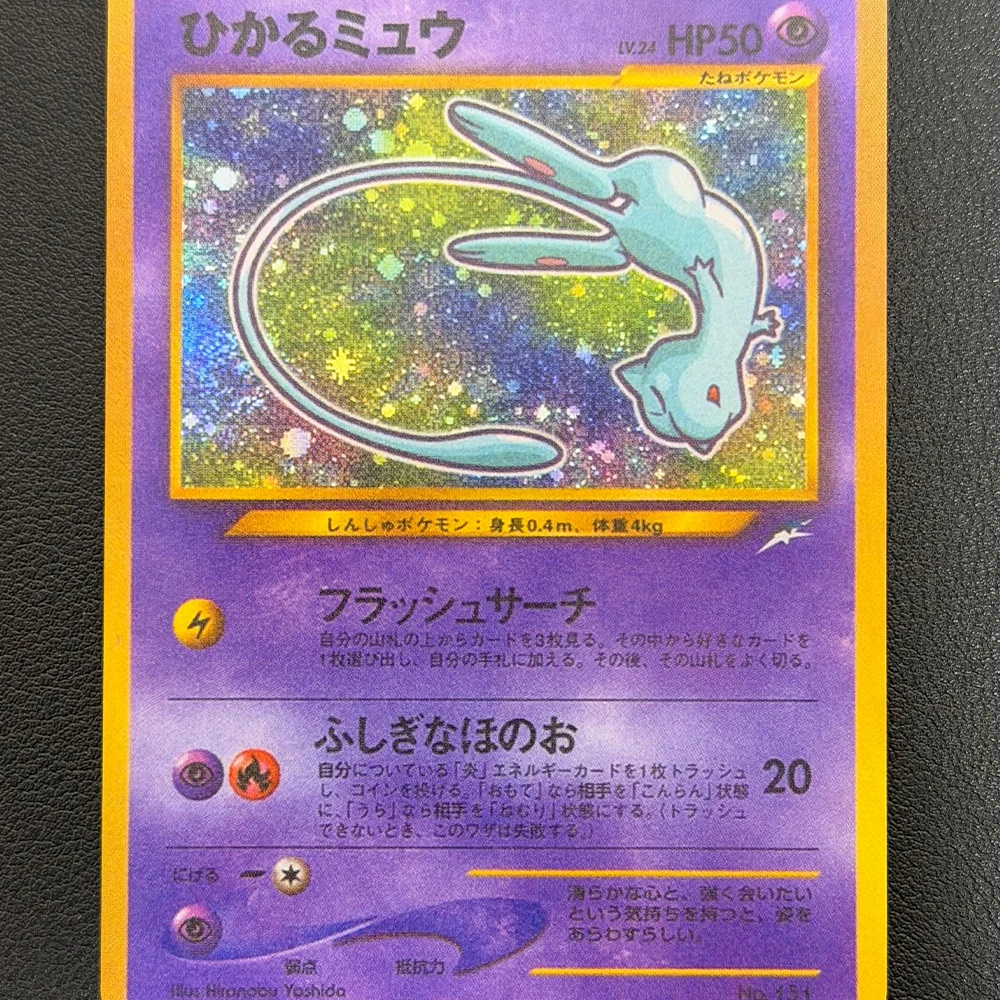 ひかるミュウ
LV.24 HP50
たねポケモン
しんしゅポケモン:身長0.4m、体重4kg
フラッシュサーチ
自分の山札の上からカードを3枚見る。その中から好きなカードを
1枚選び出し、自分の手札に加える。その後、その山札をよく切る。
ふしぎなほのお
自分についている「炎」エネルギーカードを1枚トラッシュ
し、コインを投げる。「おもて」なら相手を「こんらん」状態
に、「うら」なら相手を「ねむり」状態にする。(トラッシュ
できないとき、このワザは失敗する。)
20
にげる
清らかな心と、強く会いたい
という気持ちを持つと、姿を
あらわすらしい。
弱点 抵抗力
Illus. Hironobu Yoshida
No. 151